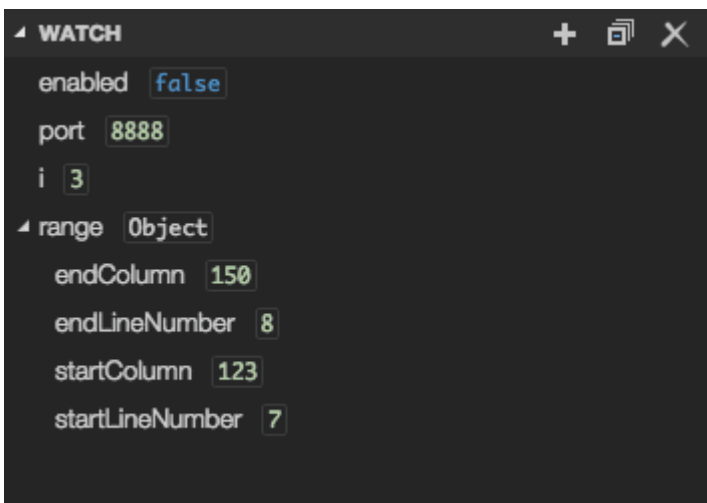 WATCH
enabled false
port 8888
i 3
range Object
endColumn 150
endLineNumber 8
startColumn 123
startLineNumber 7